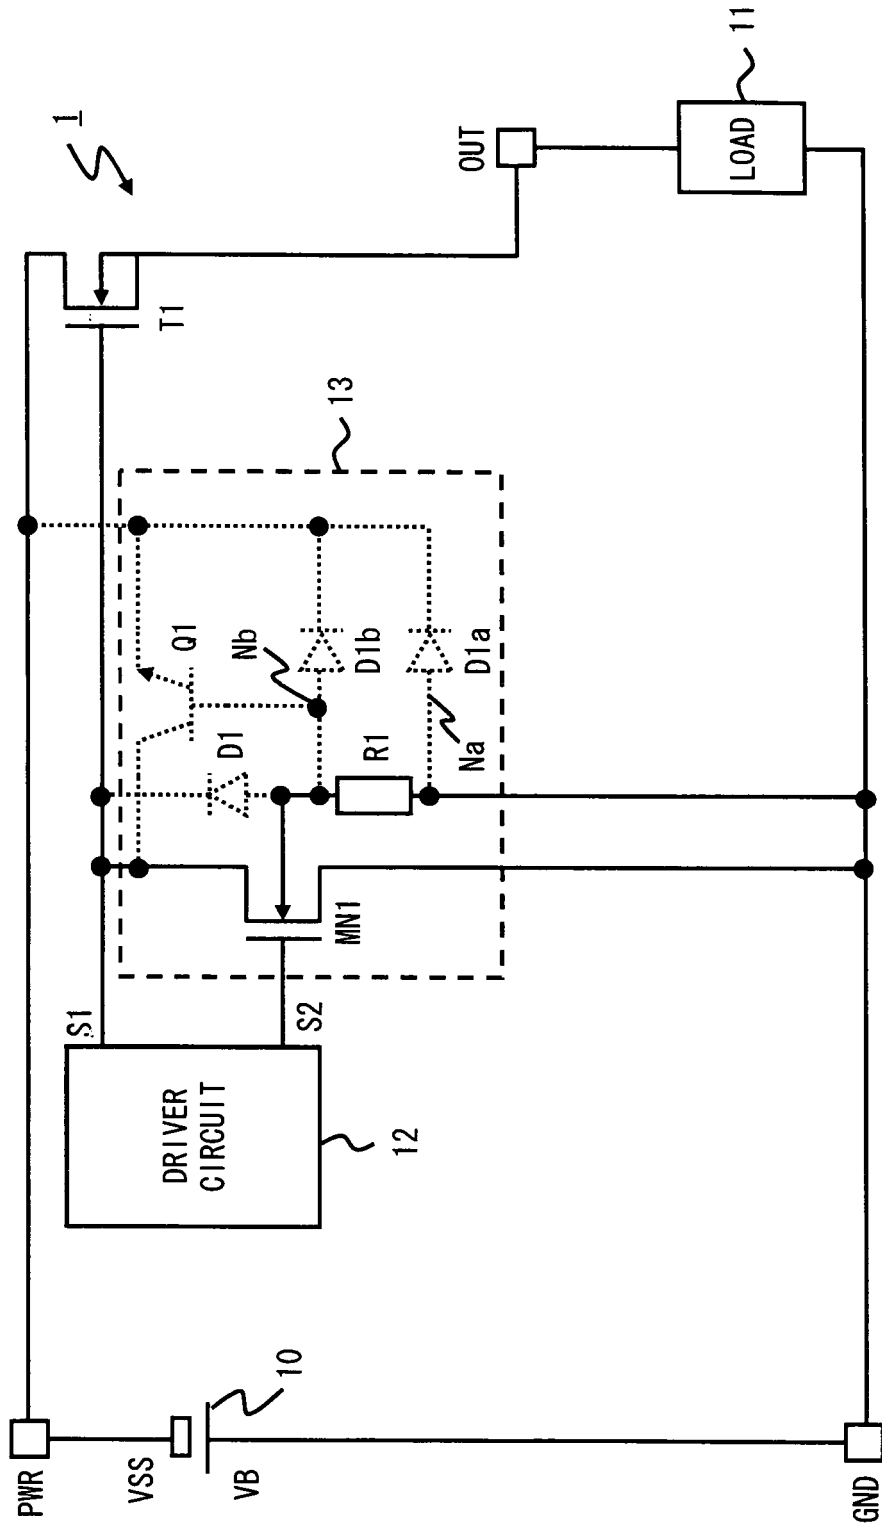 1
PWR
VSS
VB
10
GND
DRIVER
CIRCUIT
12
S1
S2
MN1
D1
Q1
Nb
D1b
R1
Na
D1a
13
T1
OUT
LOAD
11